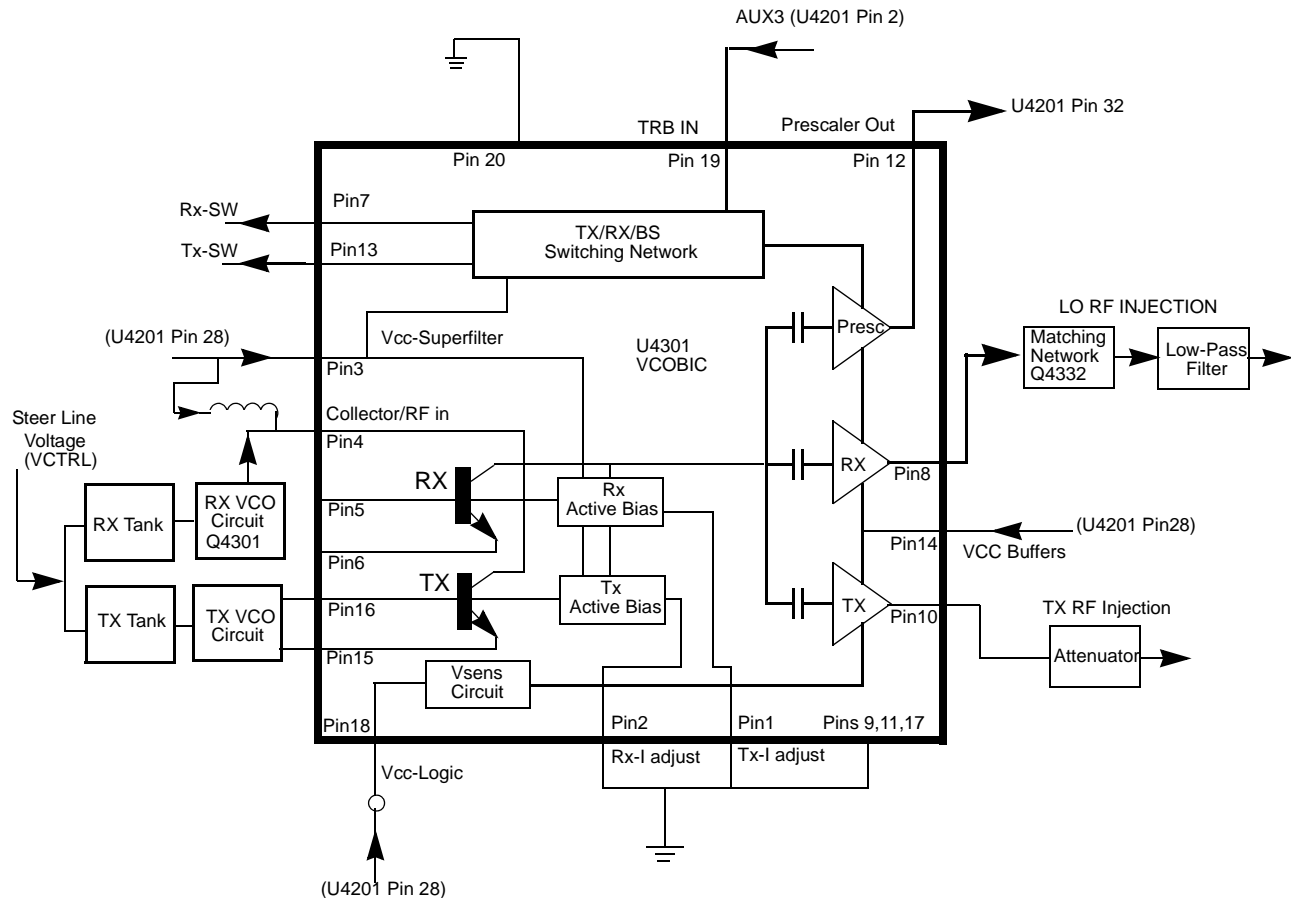 AUX3 (U4201 Pin 2)
U4201 Pin 32
TRB IN
Prescaler Out
Pin 20
Pin 19
Pin 12
Rx-SW
Pin7
Tx-SW
Pin13
TX/RX/BS
Switching Network
(U4201 Pin 28)
Vcc-Superfilter
Pin3
U4301
VCOBIC
Presc
LO RF INJECTION
Matching
Network
Q4332
Low-Pass
Filter
Steer Line
Voltage
(VCTRL)
Collector/RF in
Pin4
RX
Pin5
Rx
Active Bias
RX
Pin8
RX Tank
RX VCO
Circuit
Q4301
Pin6
Pin14
(U4201 Pin28)
VCC Buffers
TX
Tx
Active Bias
TX
Pin10
TX Tank
TX VCO
Circuit
Pin16
Pin15
TX RF Injection
Attenuator
Vsens
Circuit
Pin18
Pin2
Pin1
Pins 9,11,17
Rx-I adjust
Tx-I adjust
Vcc-Logic
(U4201 Pin 28)